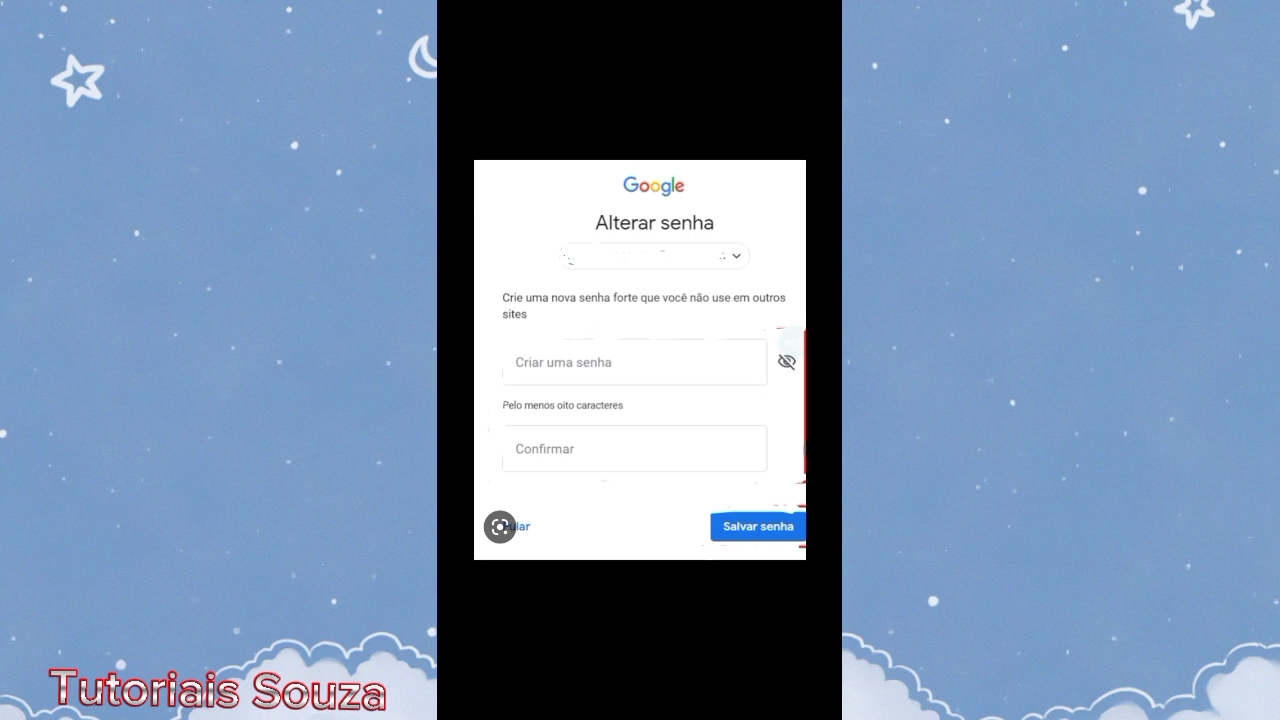 Google
Alterar senha
Crie uma nova senha forte que você não use em outros
sites
Criar uma senha
Pelo menos oito caracteres
Confirmar
Salvar senha
Tutoriais Souza